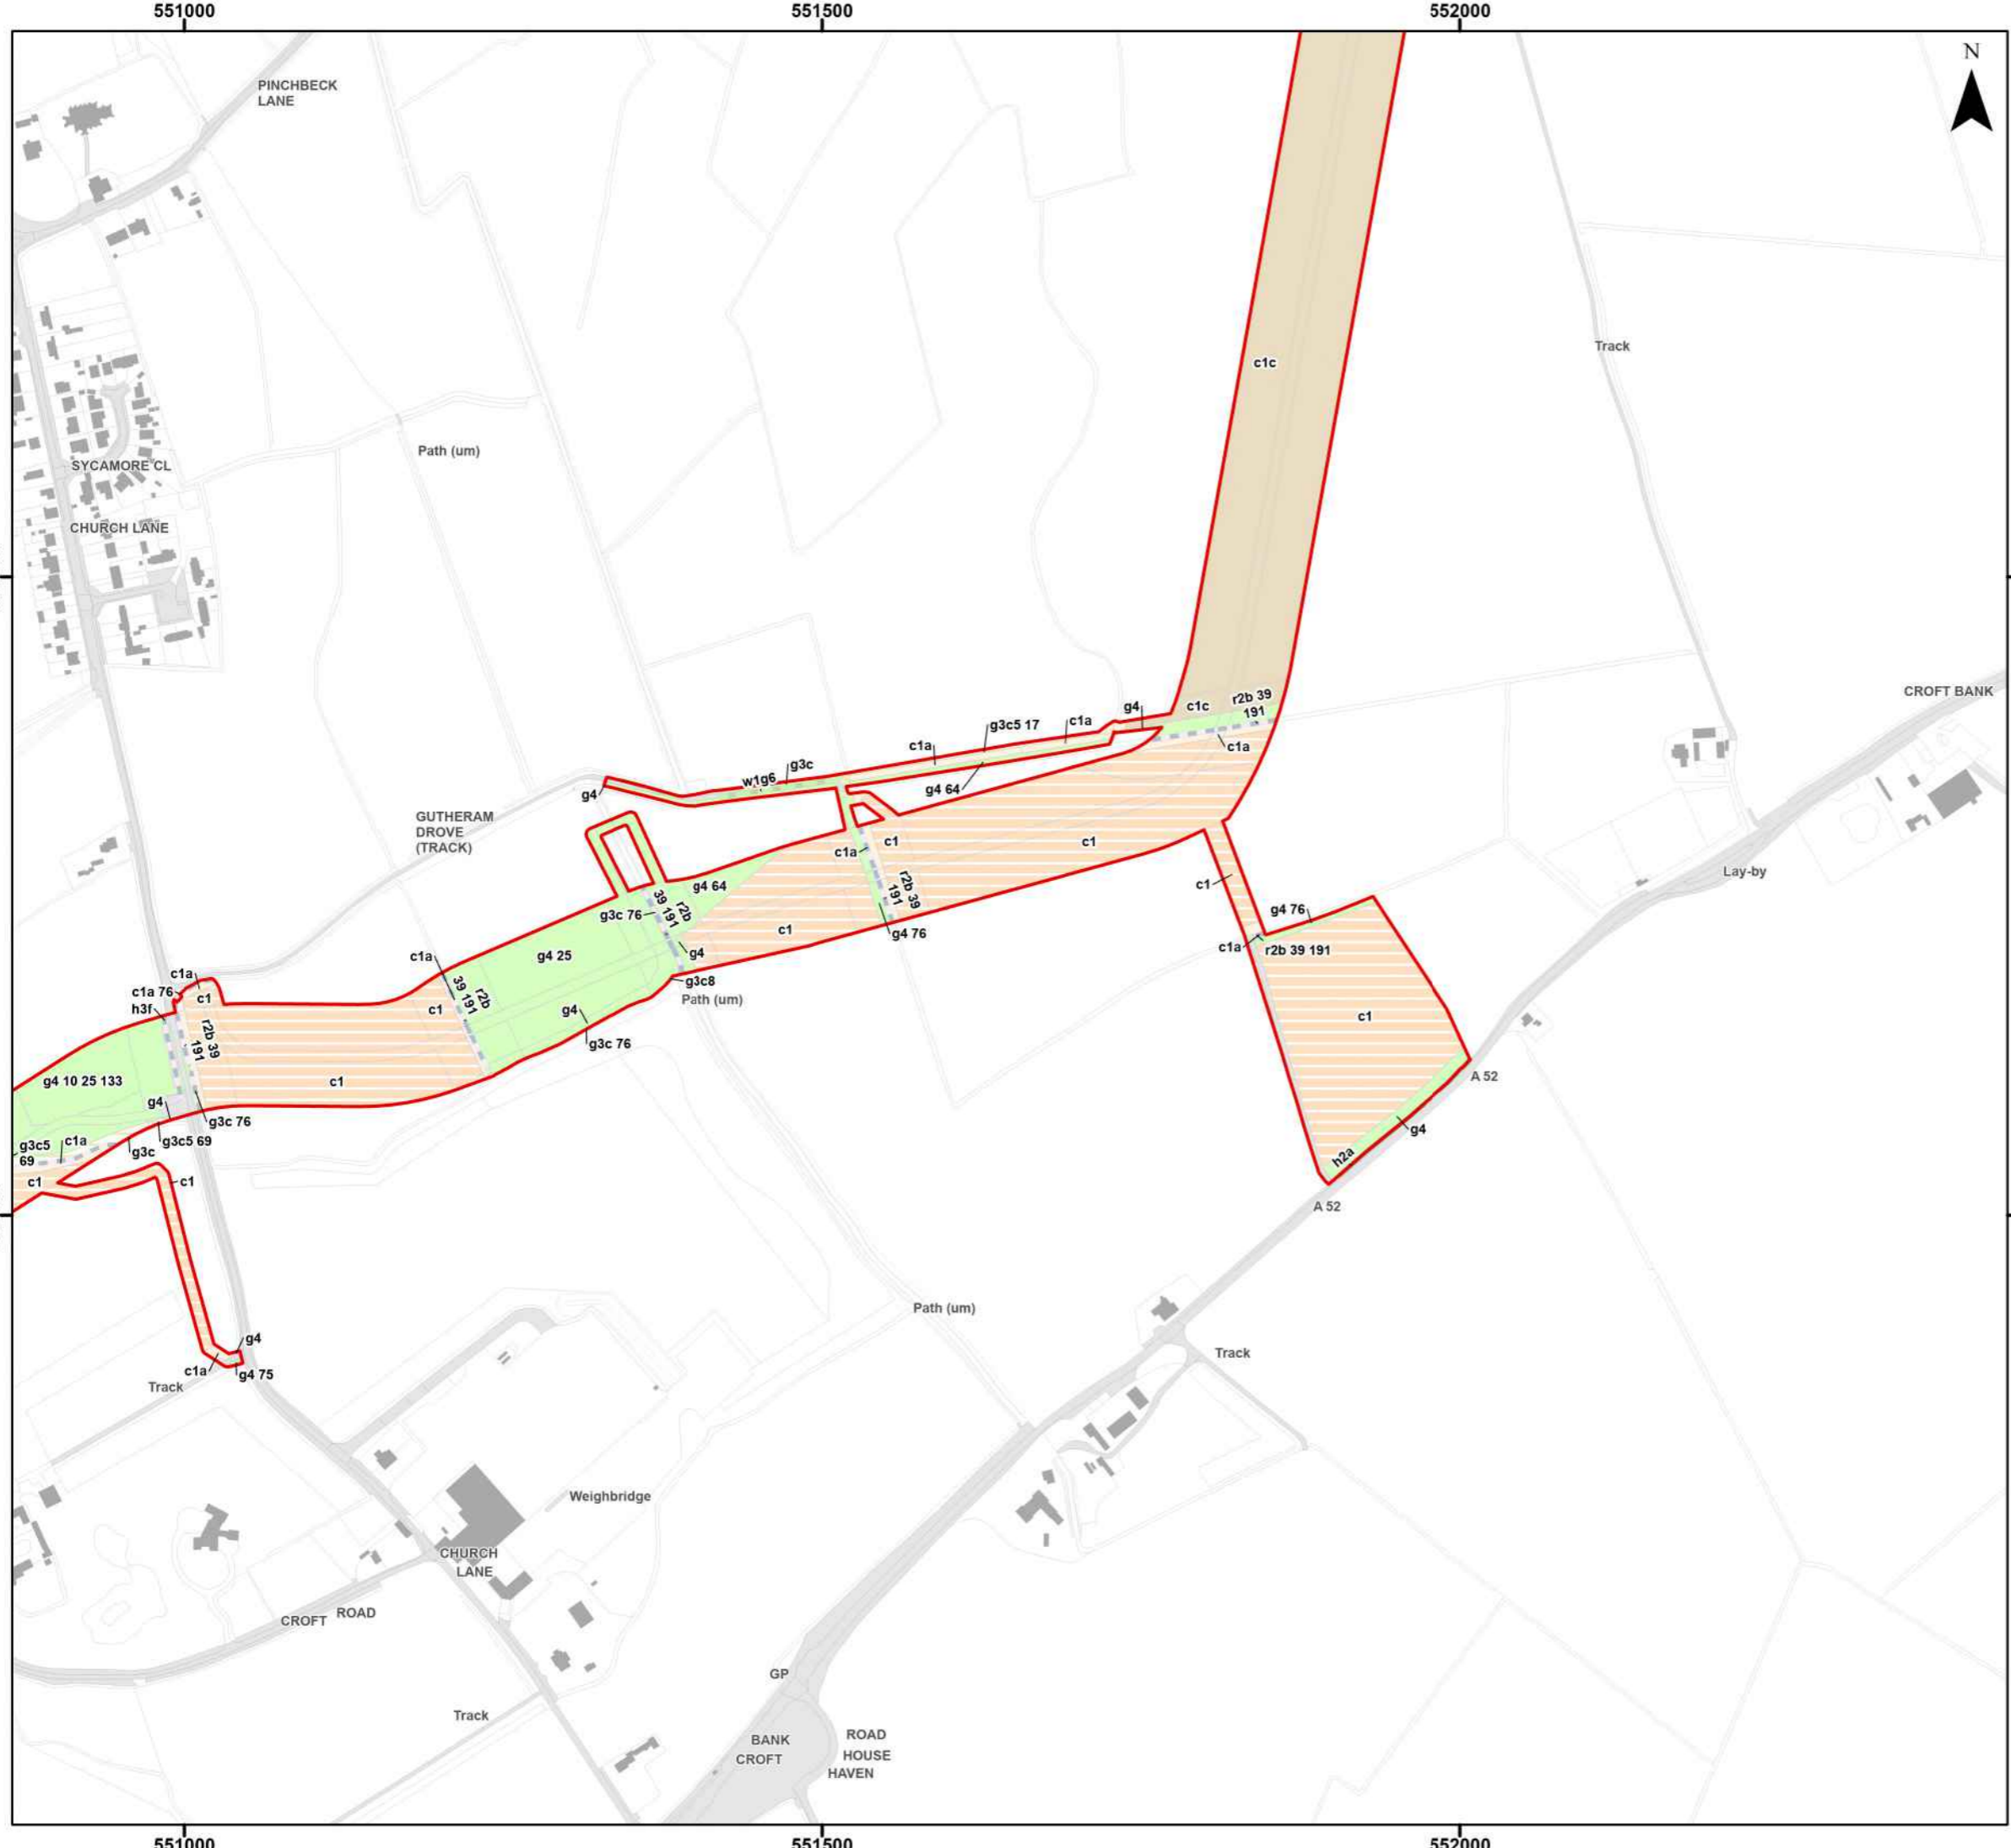 551000
551500
552000
N
PINCHBECK
LANE
Path (um)
SYCAMORE CL
CHURCH LANE
Track
c1c
CROFT BANK
r2b 39
191
c1c
g4
c1a
g3c5 17
c1a
c1a
g3c
w1g6
g4 64
g4
GUTHERAM
DROVE
(TRACK)
c1
c1
c1a
r2b 39
191
Lay-by
c1
g4 64
r2b
39 191
g3c 76
g4 76
c1
g4 76
c1a
r2b 39 191
g4
g4 25
c1a
r2b
39 191
g3c8
Path (um)
c1a
c1a 76
c1
h3f
c1
g4
c1
r2b 39
191
g3c 76
A 52
c1
g4 10 25 133
g4
g3c 76
g4
g3c5
69
c1a
g3c5 69
g3c
h2a
c1
c1
A 52
Path (um)
g4
c1a
g4 75
Track
Track
Weighbridge
CHURCH
LANE
CROFT ROAD
GP
Track
BANK
CROFT
ROAD
HOUSE
HAVEN
551000
551500
552000